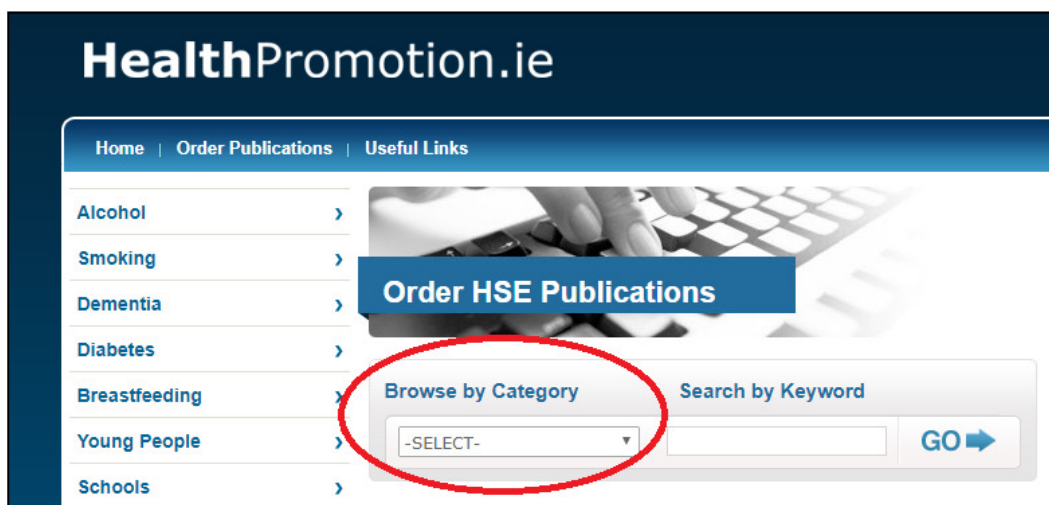 HealthPromotion.ie
Home | Order Publications | Useful Links
Alcohol
Smoking
Dementia
Diabetes
Breastfeeding
Young People
Schools
Order HSE Publications
Browse by Category
Search by Keyword
-SELECT-
GO